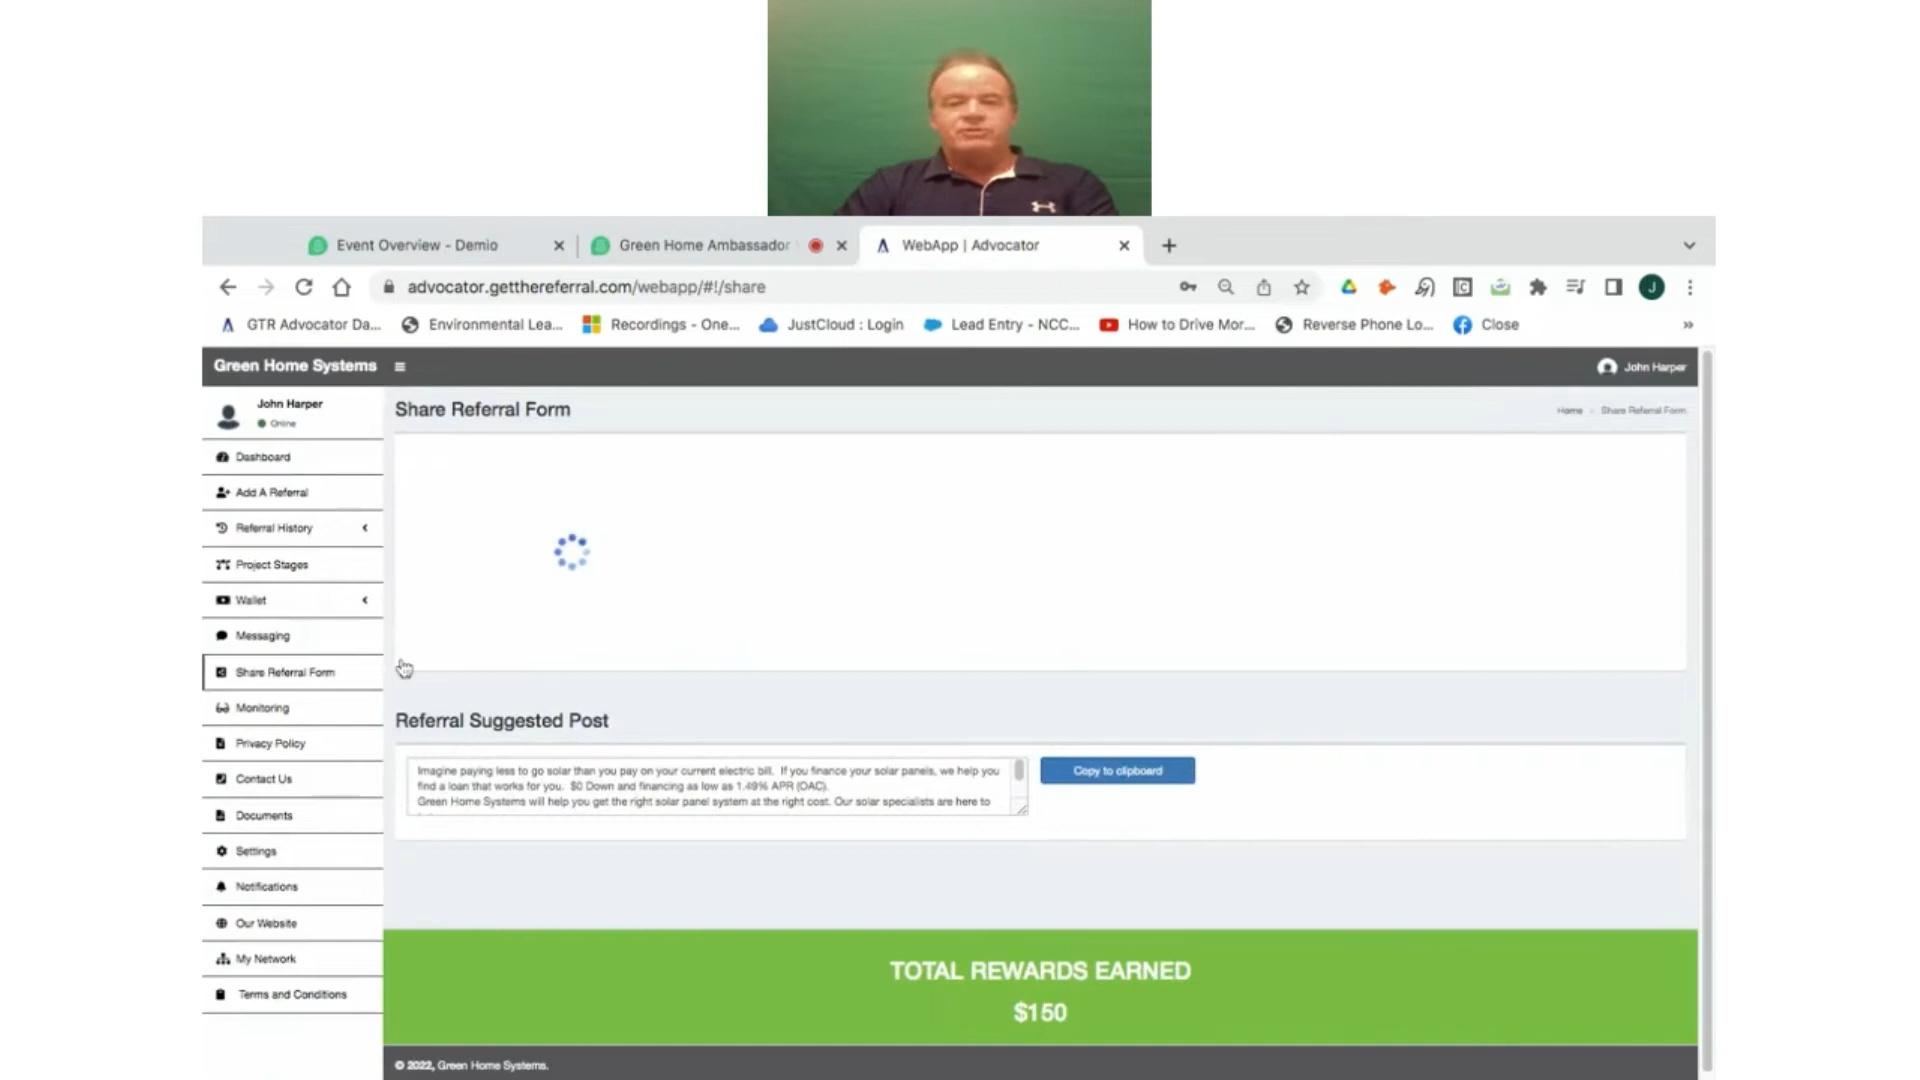 Event Overview - Demio
Green Home Ambassador
WebApp | Advocator
advocator.getthereferral.com/webapp/#!/share
J
GTR Advocator Da...
Environmental Lea...
Recordings - One...
JustCloud : Login
Lead Entry - NCC...
How to Drive Mor...
Reverse Phone Lo...
Close
»
Green Home Systems
John Harper
John Harper
Online
Share Referral Form
Home
Share Referral Form
Dashboard
Add A Referral
Referral History
Project Stages
Wallet
Messaging
Share Referral Form
Monitoring
Privacy Policy
Contact Us
Documents
Settings
Notifications
Our Website
My Network
Terms and Conditions
Referral Suggested Post
Imagine paying less to go solar than you pay on your current electric bill. If you finance your solar panels, we help you
find a loan that works for you. $0 Down and financing as low as 1.49% APR (OAC).
Green Home Systems will help you get the right solar panel system at the right cost. Our solar specialists are here to
Copy to clipboard
TOTAL REWARDS EARNED
$150
© 2022, Green Home Systems.